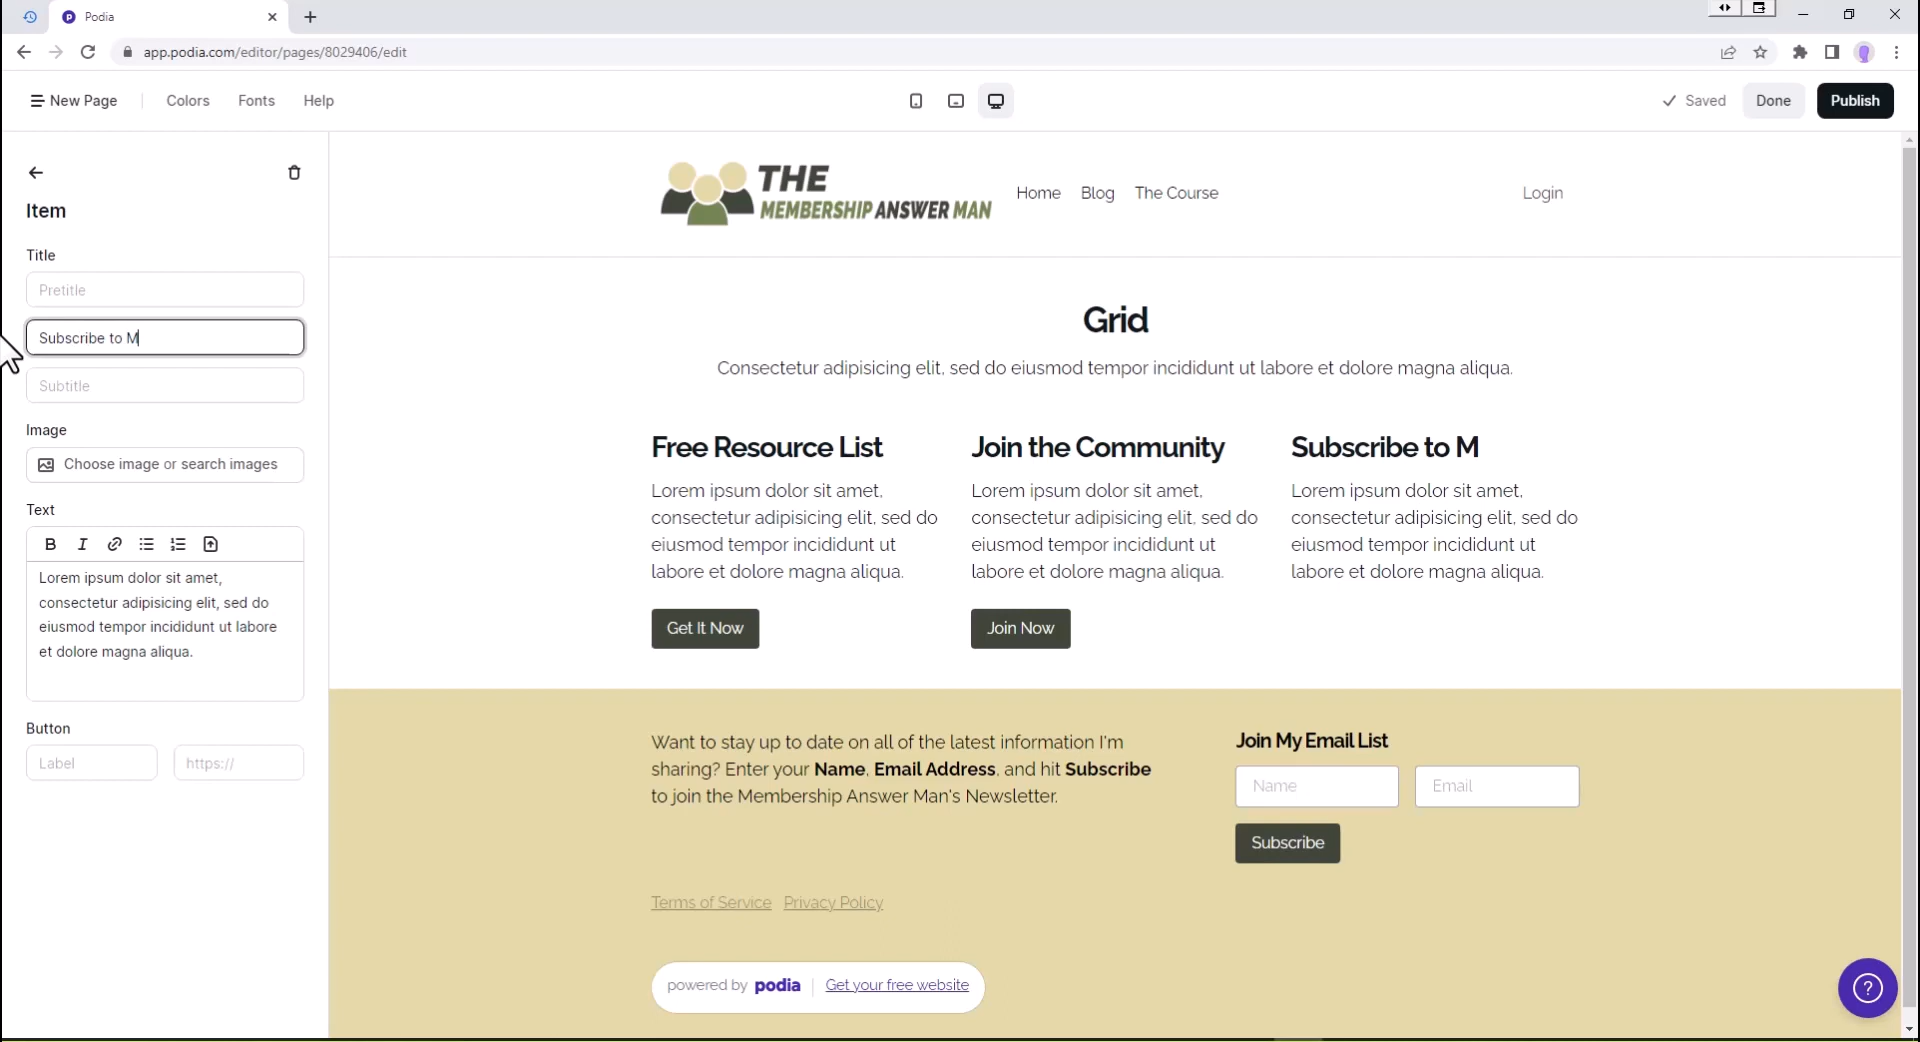 Podia
app.podia.com/editor/pages/8029406/edit
New Page
Colors
Fonts
Help
Saved
Done
Publish
Item
Title
Pretitle
Subscribe to M
Subtitle
Image
Choose image or search images
Text
Lorem ipsum dolor sit amet,
consectetur adipisicing elit, sed do
eiusmod tempor incididunt ut labore
et dolore magna aliqua.
Button
Label
https://
THE
MEMBERSHIP ANSWER MAN
Home
Blog
The Course
Login
Grid
Consectetur adipisicing elit, sed do eiusmod tempor incididunt ut labore et dolore magna aliqua.
Free Resource List
Lorem ipsum dolor sit amet,
consectetur adipisicing elit, sed do
eiusmod tempor incididunt ut
labore et dolore magna aliqua.
Get It Now
Join the Community
Lorem ipsum dolor sit amet,
consectetur adipisicing elit, sed do
eiusmod tempor incididunt ut
labore et dolore magna aliqua.
Join Now
Subscribe to M
Lorem ipsum dolor sit amet,
consectetur adipisicing elit, sed do
eiusmod tempor incididunt ut
labore et dolore magna aliqua.
Want to stay up to date on all of the latest information I'm
sharing? Enter your Name, Email Address, and hit Subscribe
to join the Membership Answer Man's Newsletter.
Join My Email List
Name
Email
Subscribe
Terms of Service
Privacy Policy
powered by podia
Get your free website